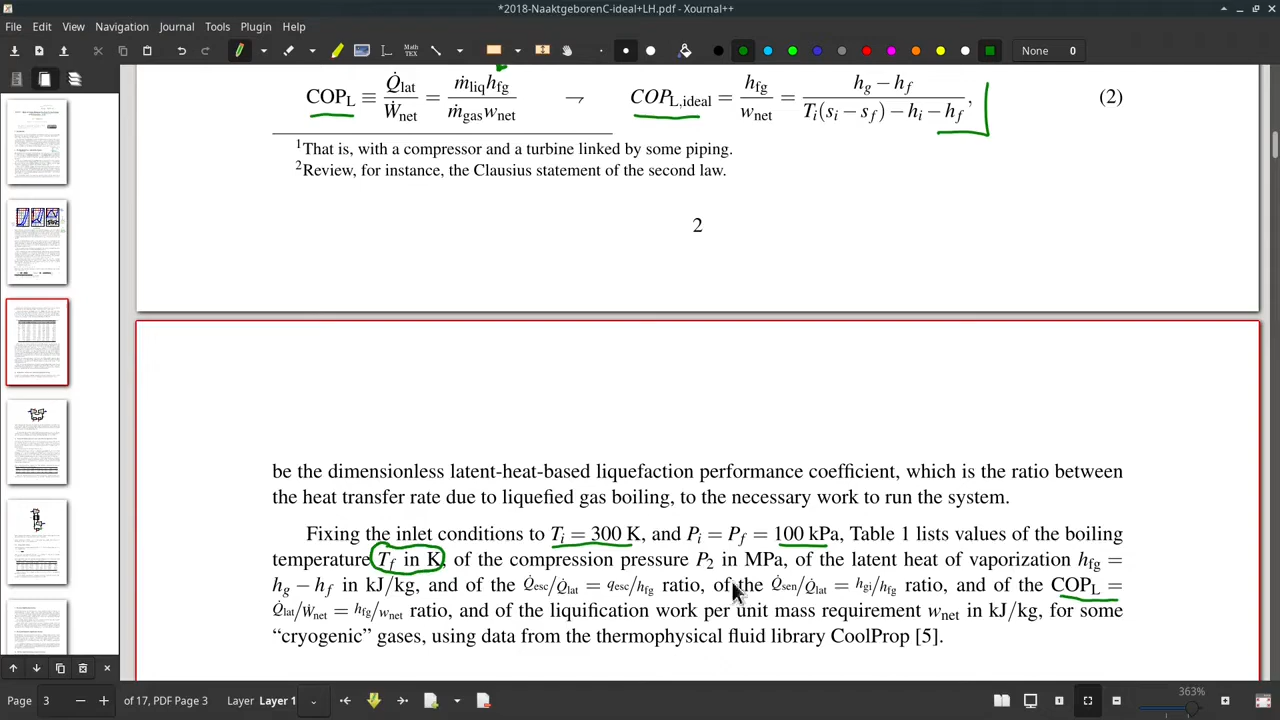 *2018-NaaktgeborenC-ideal+LH.pdf - Xournal++
File Edit View Navigation Journal Tools Plugin Help
MATH TEX None 0
COP_L ≡ Q̇_lat / Ẇ_net = ṁ_liq h_fg / ṁ_gas w_net → COP_L,ideal = h_fg / w_net = h_g − h_f / T_i(s_i − s_f) − h_i − h_f , (2)
1That is, with a compressor and a turbine linked by some piping.
2Review, for instance, the Clausius statement of the second law.
2
be the dimensionless latent-heat-based liquefaction performance coefficient, which is the ratio between
the heat transfer rate due to liquefied gas boiling, to the necessary work to run the system.
Fixing the inlet conditions to T_i = 300 K, and P_i = P_f = 100 kPa, Table 1 lists values of the boiling
temperature T_f in K, of the compression pressure P_2 in MPa, of the latent heat of vaporization h_fg =
h_g − h_f in kJ/kg, and of the Q̇_esc/Q̇_lat = q_esc/h_fg ratio, of the Q̇_sen/Q̇_lat = h_gi/h_fg ratio, and of the COP_L =
Q̇_lat/Ẇ_net = h_fg/w_net ratio, and of the liquification work per unit mass requirement w_net in kJ/kg, for some
“cryogenic” gases, using data from the thermophysical fluid library CoolProp [5].
Page 3 of 17, PDF Page 3 Layer Layer 1 363%